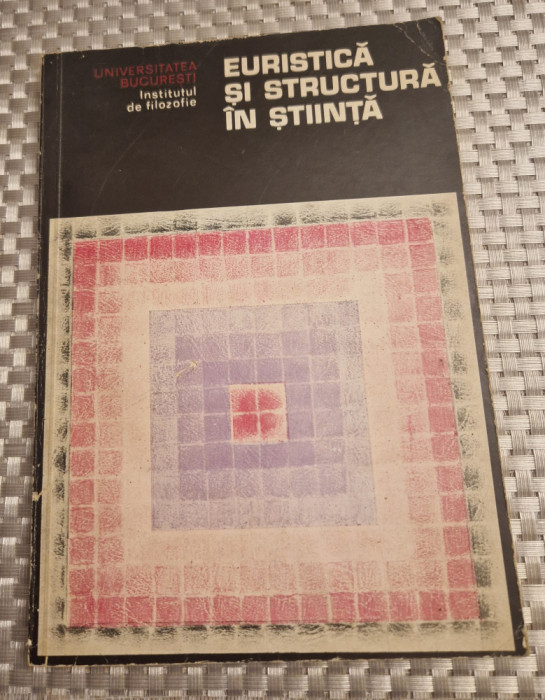 UNIVERSITATEA
BUCUREȘTI
Institutul
de filozofie
EURISTICĂ
ȘI STRUCTURĂ
ÎN ȘTIINȚĂ